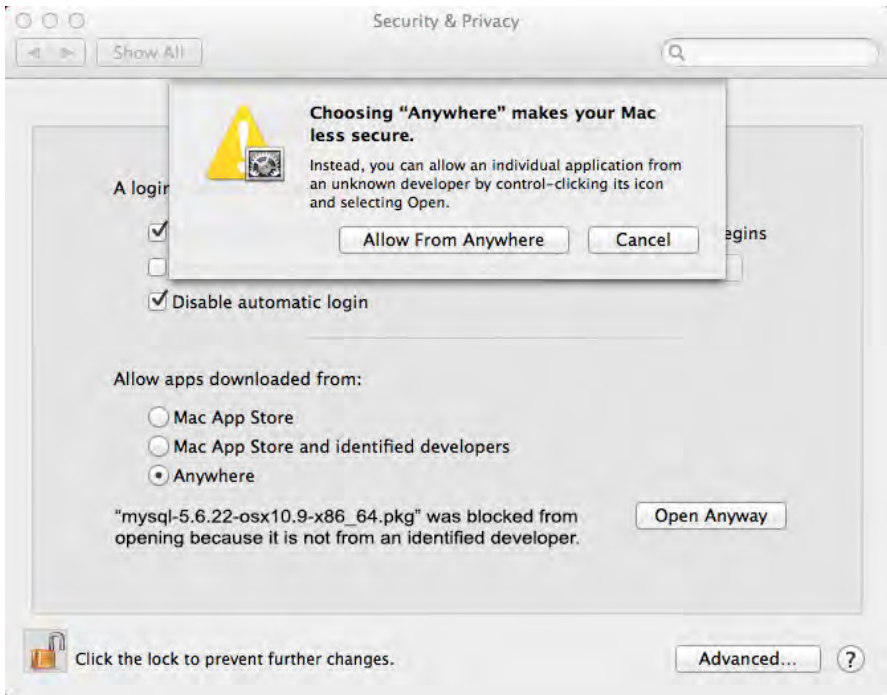 Security & Privacy
Show All
Choosing “Anywhere” makes your Mac
less secure.
Instead, you can allow an individual application from
an unknown developer by control-clicking its icon
and selecting Open.
Allow From Anywhere
Cancel
A login
egins
Disable automatic login
Allow apps downloaded from:
Mac App Store
Mac App Store and identified developers
Anywhere
“mysql-5.6.22-osx10.9-x86_64.pkg” was blocked from
opening because it is not from an identified developer.
Open Anyway
Click the lock to prevent further changes.
Advanced...
?